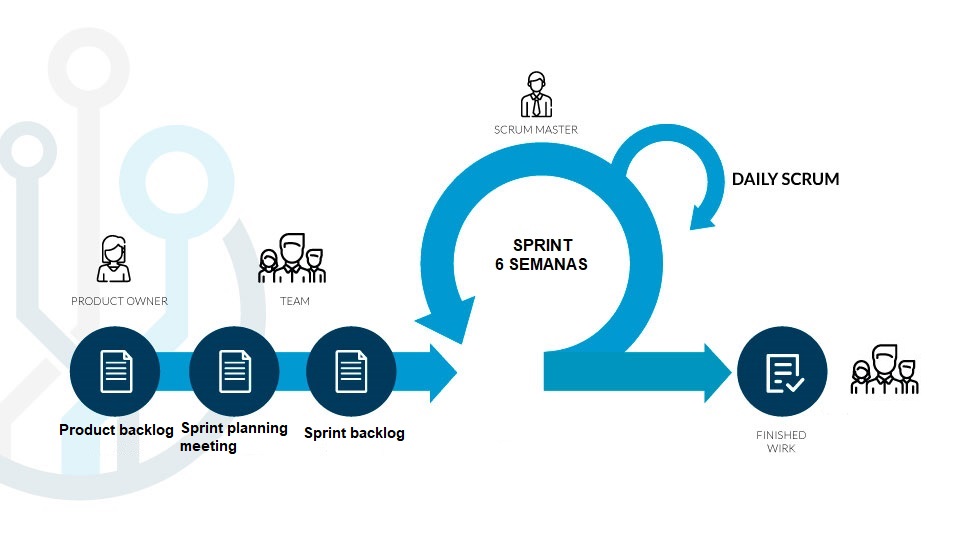 SCRUM MASTER
DAILY SCRUM
SPRINT
6 SEMANAS
PRODUCT OWNER
TEAM
Product backlog
Sprint planning
meeting
Sprint backlog
FINISHED
WIRK